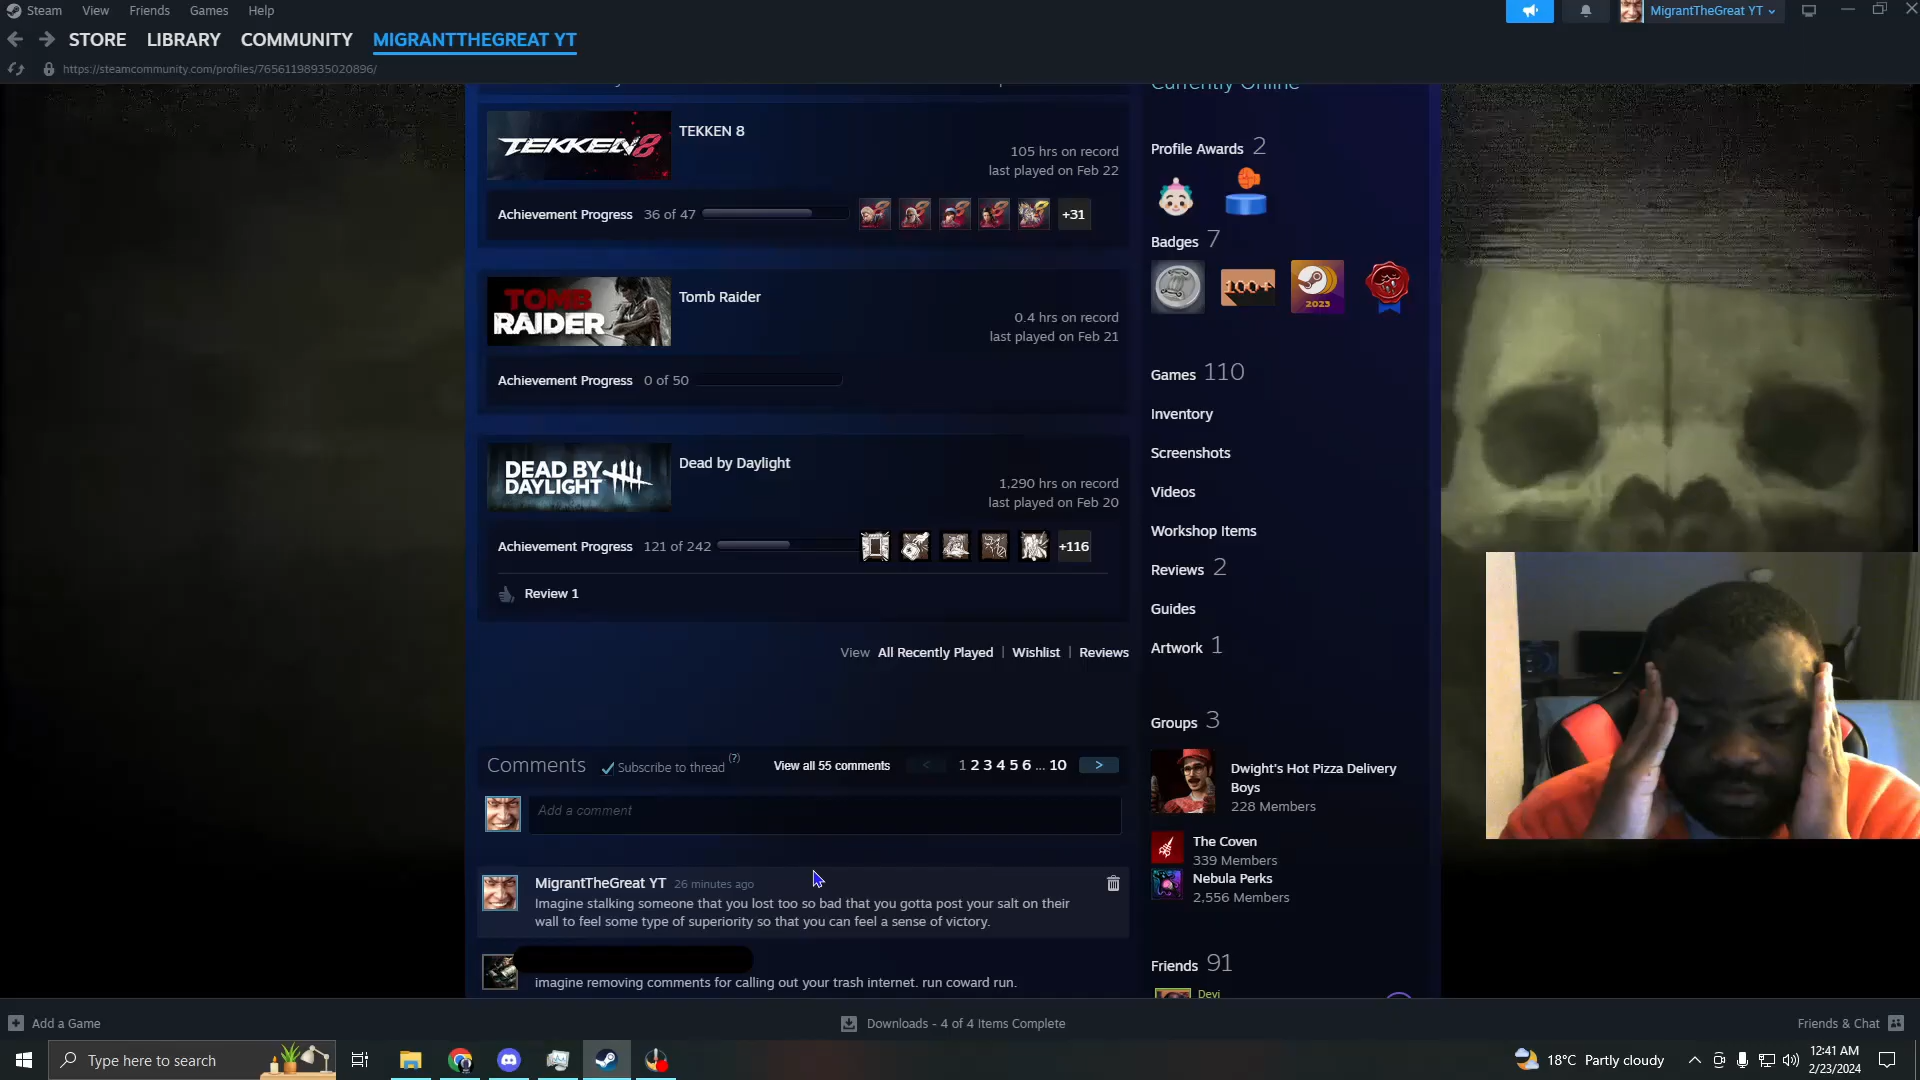 Steam View Friends Games Help
MigrantTheGreat YT
STORE LIBRARY COMMUNITY MIGRANTTHEGREAT YT
https://steamcommunity.com/profiles/76561198935020896/
Currently Online
TEKKEN 8
TEKKEN 8
105 hrs on record
last played on Feb 22
Achievement Progress 36 of 47
+31
TOMB RAIDER
Tomb Raider
0.4 hrs on record
last played on Feb 21
Achievement Progress 0 of 50
DEAD BY DAYLIGHT
Dead by Daylight
1,290 hrs on record
last played on Feb 20
Achievement Progress 121 of 242
+116
Review 1
View All Recently Played | Wishlist | Reviews
Comments Subscribe to thread (?) View all 55 comments < 1 2 3 4 5 6 ... 10 >
Add a comment
MigrantTheGreat YT 26 minutes ago
Imagine stalking someone that you lost too so bad that you gotta post your salt on their
wall to feel some type of superiority so that you can feel a sense of victory.
imagine removing comments for calling out your trash internet. run coward run.
Profile Awards 2
Badges 7
100+
2023
Games 110
Inventory
Screenshots
Videos
Workshop Items
Reviews 2
Guides
Artwork 1
Groups 3
Dwight's Hot Pizza Delivery
Boys
228 Members
The Coven
339 Members
Nebula Perks
2,556 Members
Friends 91
Devi
Add a Game
Downloads - 4 of 4 Items Complete
Friends & Chat
Type here to search
18°C Partly cloudy
12:41 AM
2/23/2024